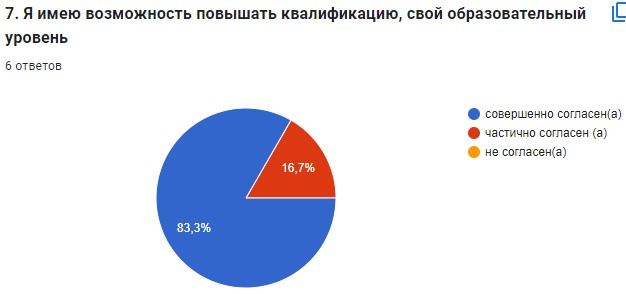 7. Я имею возможность повышать квалификацию, свой образовательный
уровень
6 ответов
совершенно согласен(а)
частично согласен (а)
не согласен(а)
16,7%
83,3%